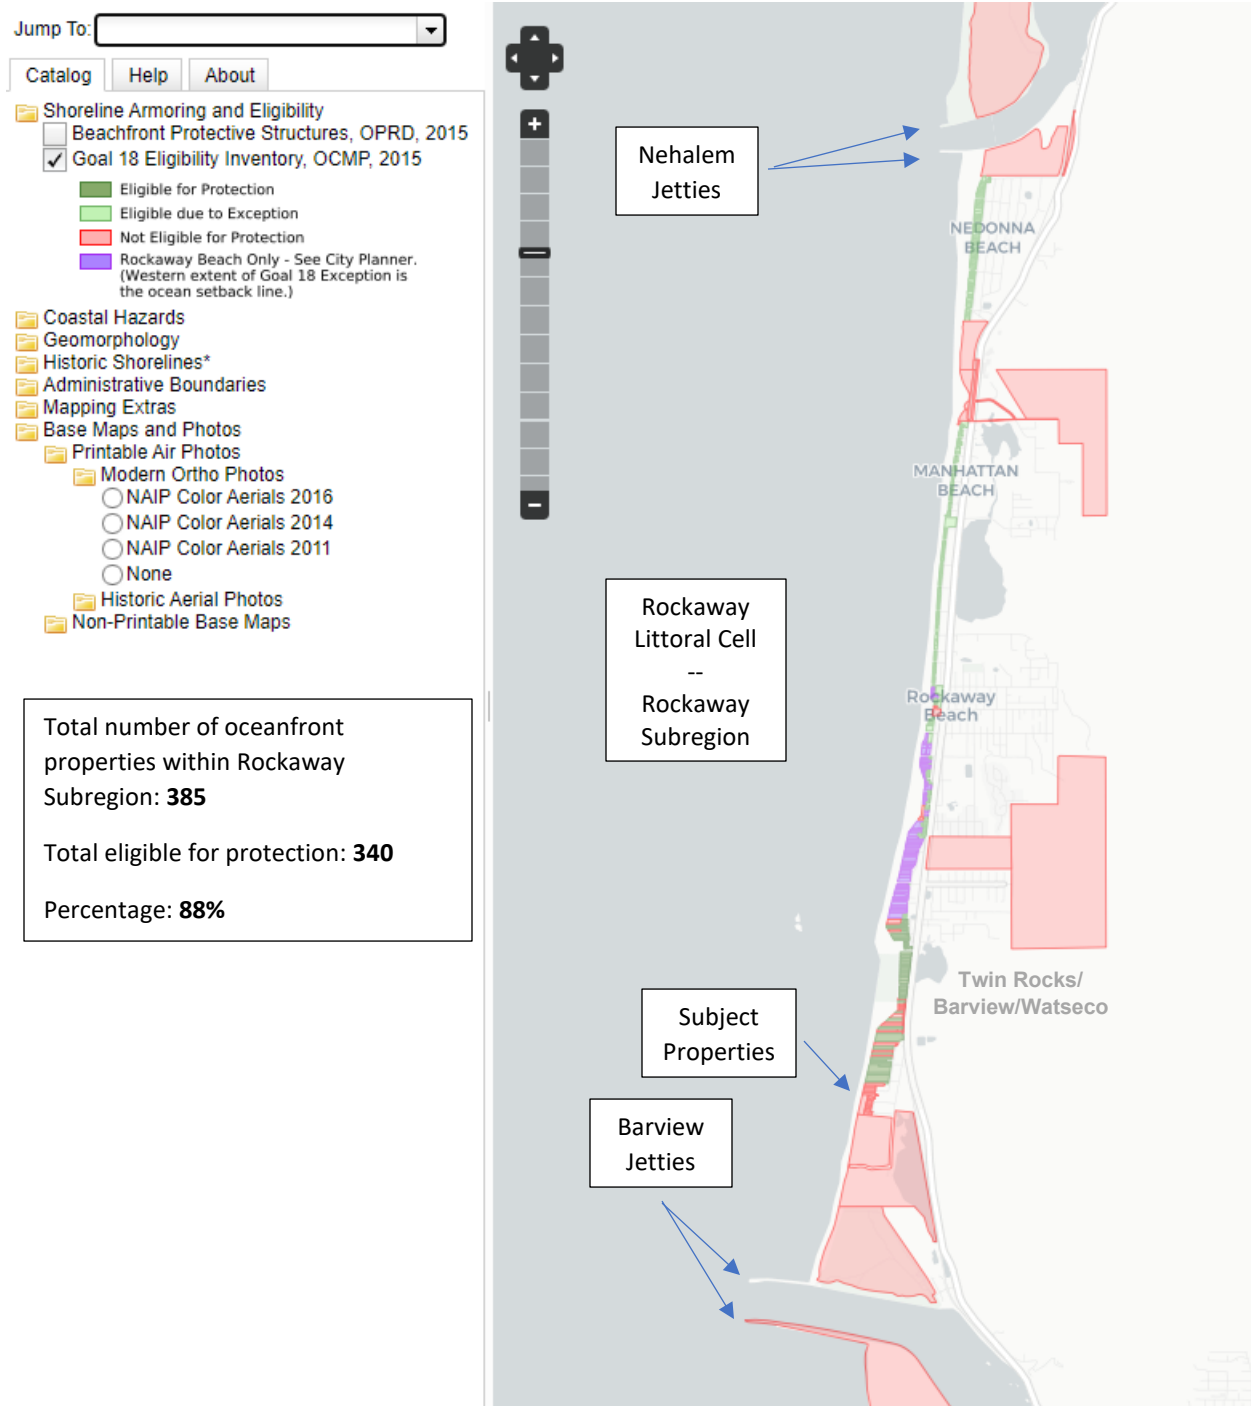 Jump To:
Catalog
Help
About
Shoreline Armoring and Eligibility
Beachfront Protective Structures, OPRD, 2015
Goal 18 Eligibility Inventory, OCMP, 2015
Eligible for Protection
Eligible due to Exception
Not Eligible for Protection
Rockaway Beach Only - See City Planner.
(Western extent of Goal 18 Exception is
the ocean setback line.)
Coastal Hazards
Geomorphology
Historic Shorelines*
Administrative Boundaries
Mapping Extras
Base Maps and Photos
Printable Air Photos
Modern Ortho Photos
NAIP Color Aerials 2016
NAIP Color Aerials 2014
NAIP Color Aerials 2011
None
Historic Aerial Photos
Non-Printable Base Maps
Total number of oceanfront
properties within Rockaway
Subregion: 385
Total eligible for protection: 340
Percentage: 88%
Nehalem
Jetties
NEDONNA
BEACH
MANHATTAN
BEACH
Rockaway
Littoral Cell
--
Rockaway
Subregion
Rockaway
Beach
Twin Rocks/
Barview/Watseco
Subject
Properties
Barview
Jetties